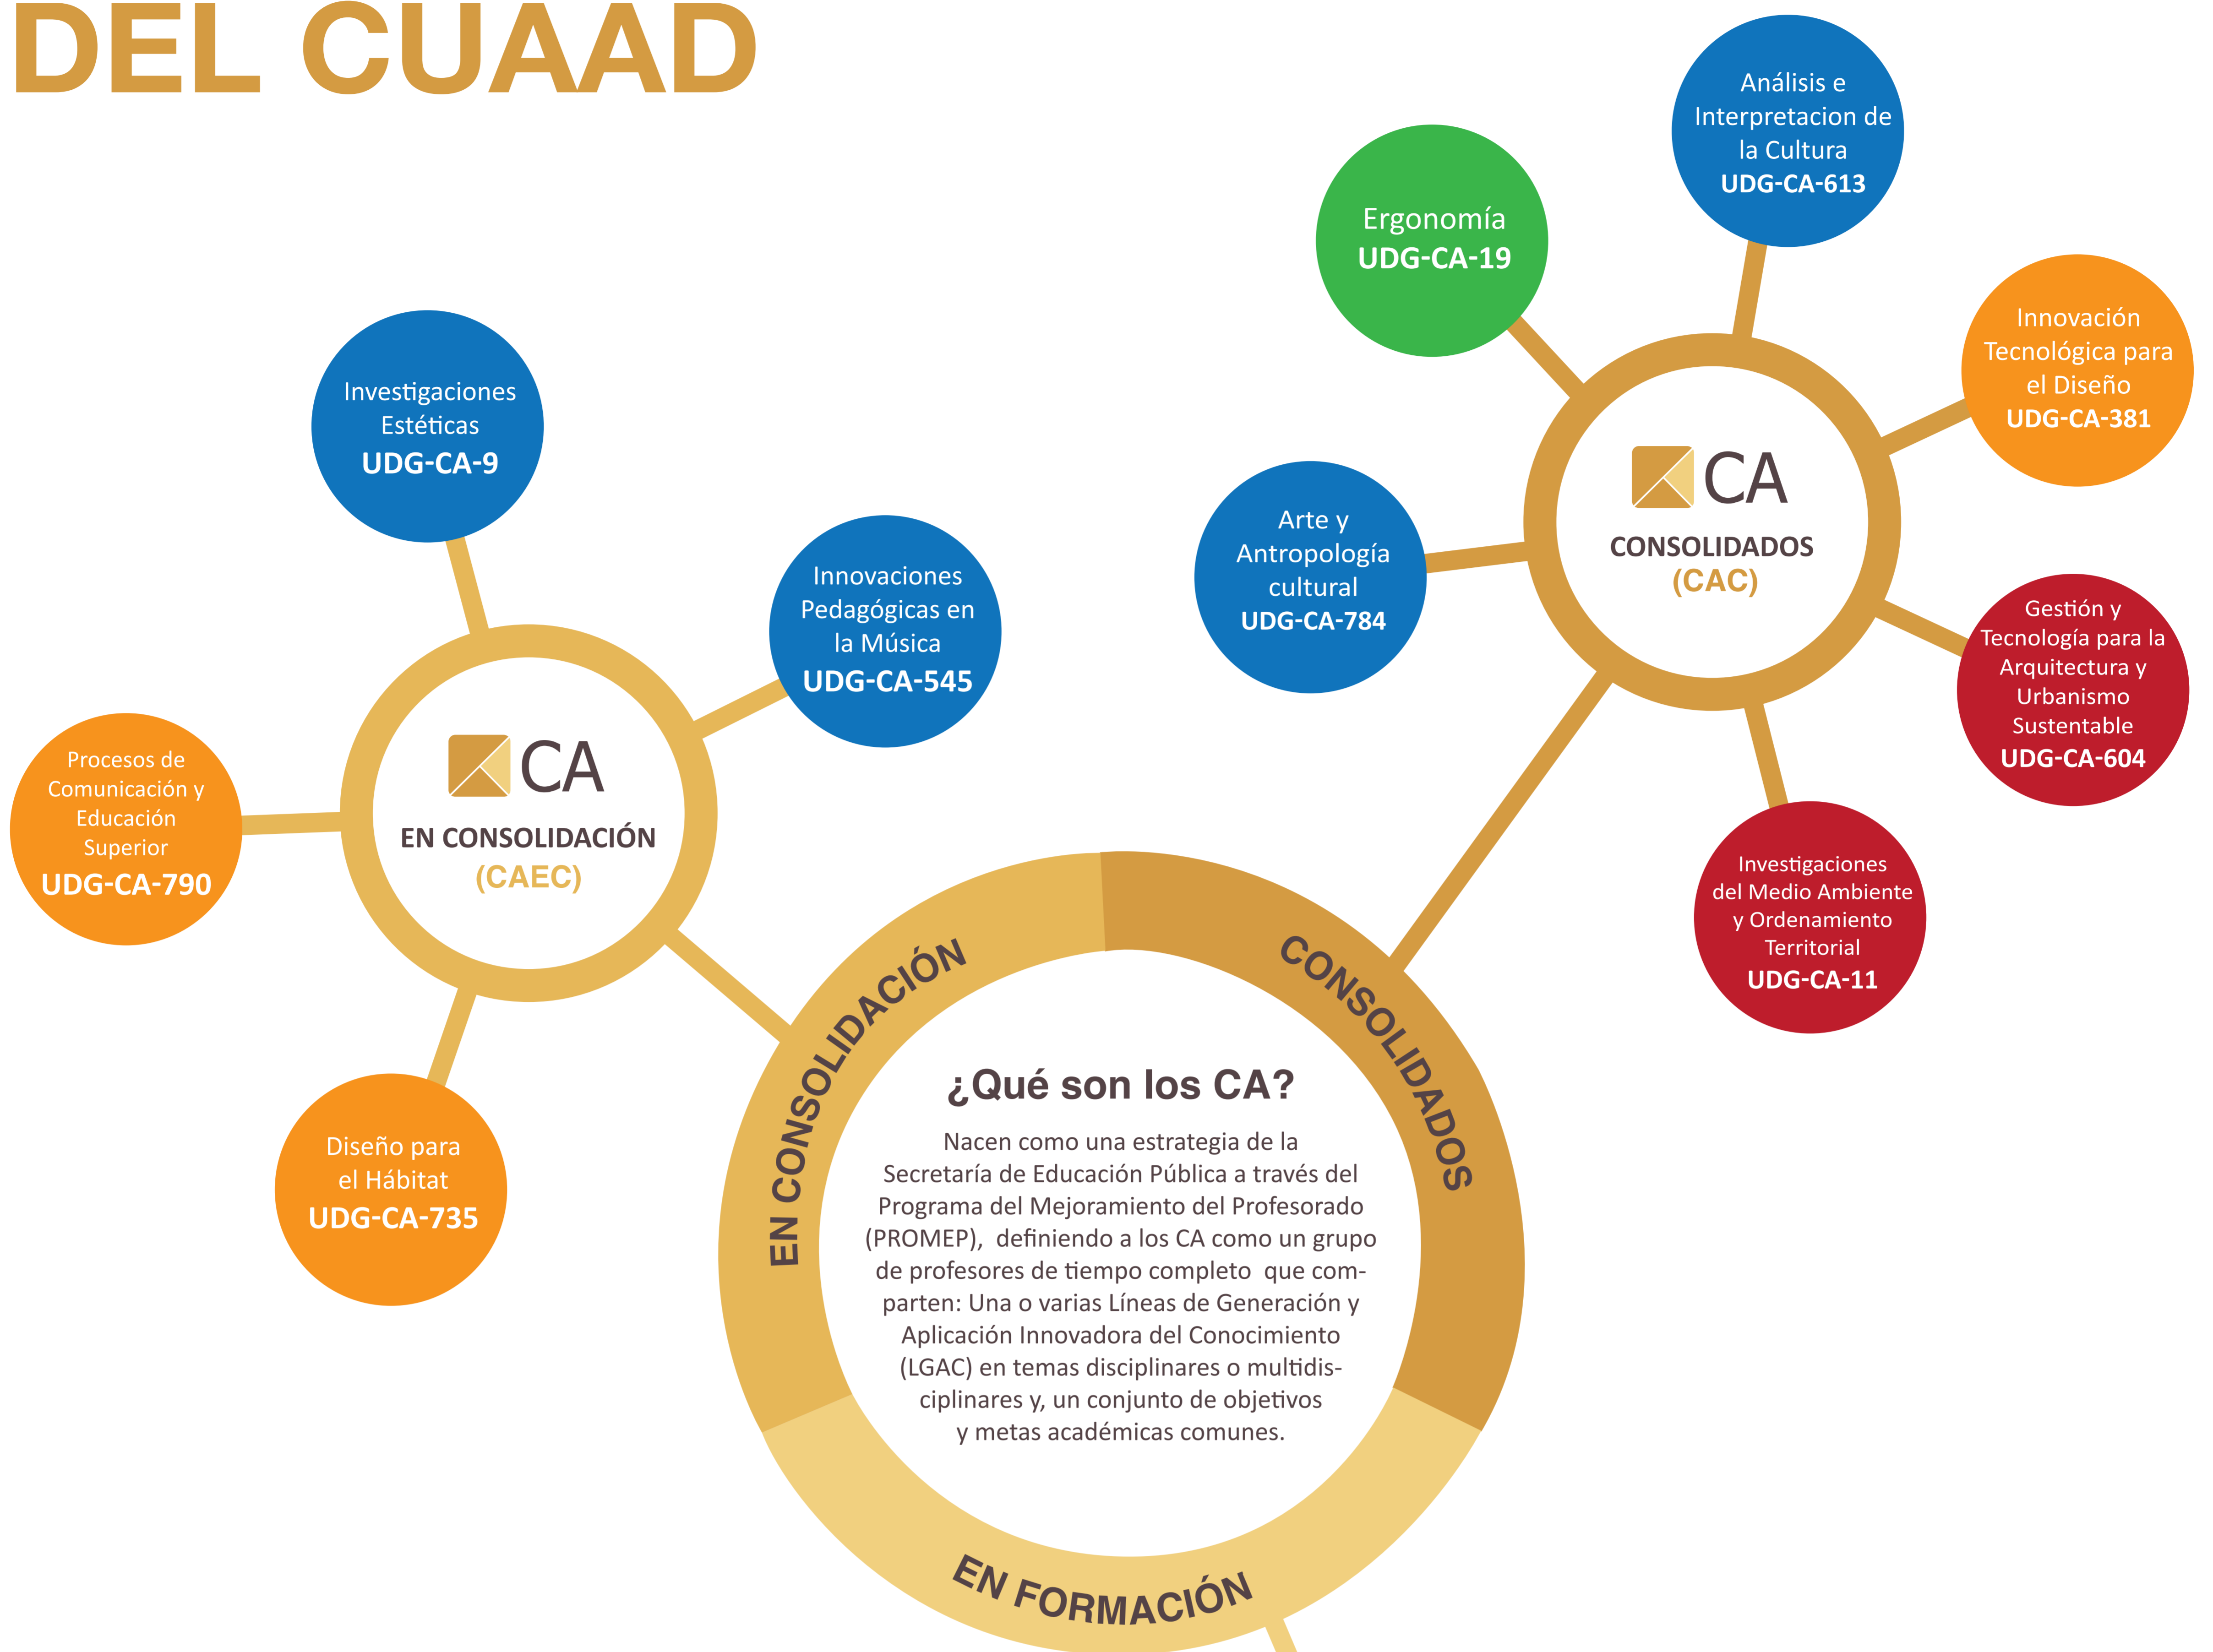 DEL CUAAD
Análisis e
Interpretacion de
la Cultura
UDG-CA-613
Ergonomía
UDG-CA-19
Innovación
Tecnológica para
el Diseño
UDG-CA-381
Arte y
Antropología
cultural
UDG-CA-784
CA
CONSOLIDADOS
(CAC)
Gestión y
Tecnología para la
Arquitectura y
Urbanismo
Sustentable
UDG-CA-604
Investigaciones
del Medio Ambiente
y Ordenamiento
Territorial
UDG-CA-11
Investigaciones
Estéticas
UDG-CA-9
Innovaciones
Pedagógicas en
la Música
UDG-CA-545
Procesos de
Comunicación y
Educación
Superior
UDG-CA-790
CA
EN CONSOLIDACIÓN
(CAEC)
Diseño para
el Hábitat
UDG-CA-735
EN CONSOLIDACIÓN
CONSOLIDADOS
¿Qué son los CA?
Nacen como una estrategia de la
Secretaría de Educación Pública a través del
Programa del Mejoramiento del Profesorado
(PROMEP),  definiendo a los CA como un grupo
de profesores de tiempo completo  que com-
parten: Una o varias Líneas de Generación y
Aplicación Innovadora del Conocimiento
(LGAC) en temas disciplinares o multidis-
ciplinares y, un conjunto de objetivos
y metas académicas comunes.
EN FORMACIÓN